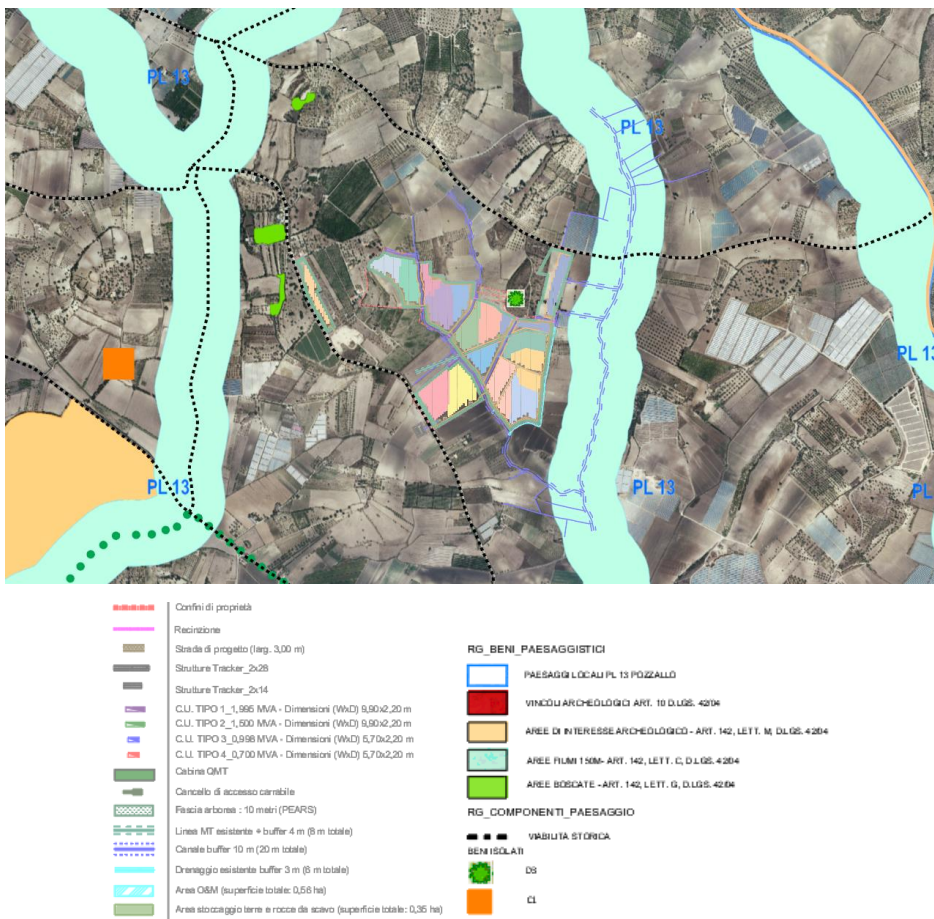 PL 13
PL 13
PL 13
PL 13
PL 13
PL
Confini di proprietà
Recinzione
Strada di progetto (larg. 3,00 m)
Strutture Tracker_2x28
Strutture Tracker_2x14
C.U. TIPO 1_1,995 MVA - Dimensioni (WxD) 9,90x2,20 m
C.U. TIPO 2_1,500 MVA - Dimensioni (WxD) 9,90x2,20 m
C.U. TIPO 3_0,998 MVA - Dimensioni (WxD) 5,70x2,20 m
C.U. TIPO 4_0,700 MVA - Dimensioni (WxD) 5,70x2,20 m
Cabina QMT
Cancello di accesso carrabile
Fascia arborea : 10 metri (PEARS)
Linea MT esistente + buffer 4 m (8 m totale)
Canale buffer 10 m (20 m totale)
Drenaggio esistente buffer 3 m (6 m totale)
Area O&M (superficie totale: 0,56 ha)
Area stoccaggio terre e rocce da scavo (superficie totale: 0,35 ha)
RG_BENI_PAESAGGISTICI
PAESAGGI LOCALI PL 13 POZZALLO
VINCOLI ARCHEOLOGICI ART. 10 D.LGS. 42/04
AREE DI INTERESSE ARCHEOLOGICO - ART. 142, LETT. M, D.LGS. 42/04
AREE FIUMI 150M- ART. 142, LETT. C, D.LGS. 42/04
AREE BOSCATE - ART. 142, LETT. G, D.LGS. 42/04
RG_COMPONENTI_PAESAGGIO
VIABILITÀ STORICA
BENI ISOLATI
D3
C1